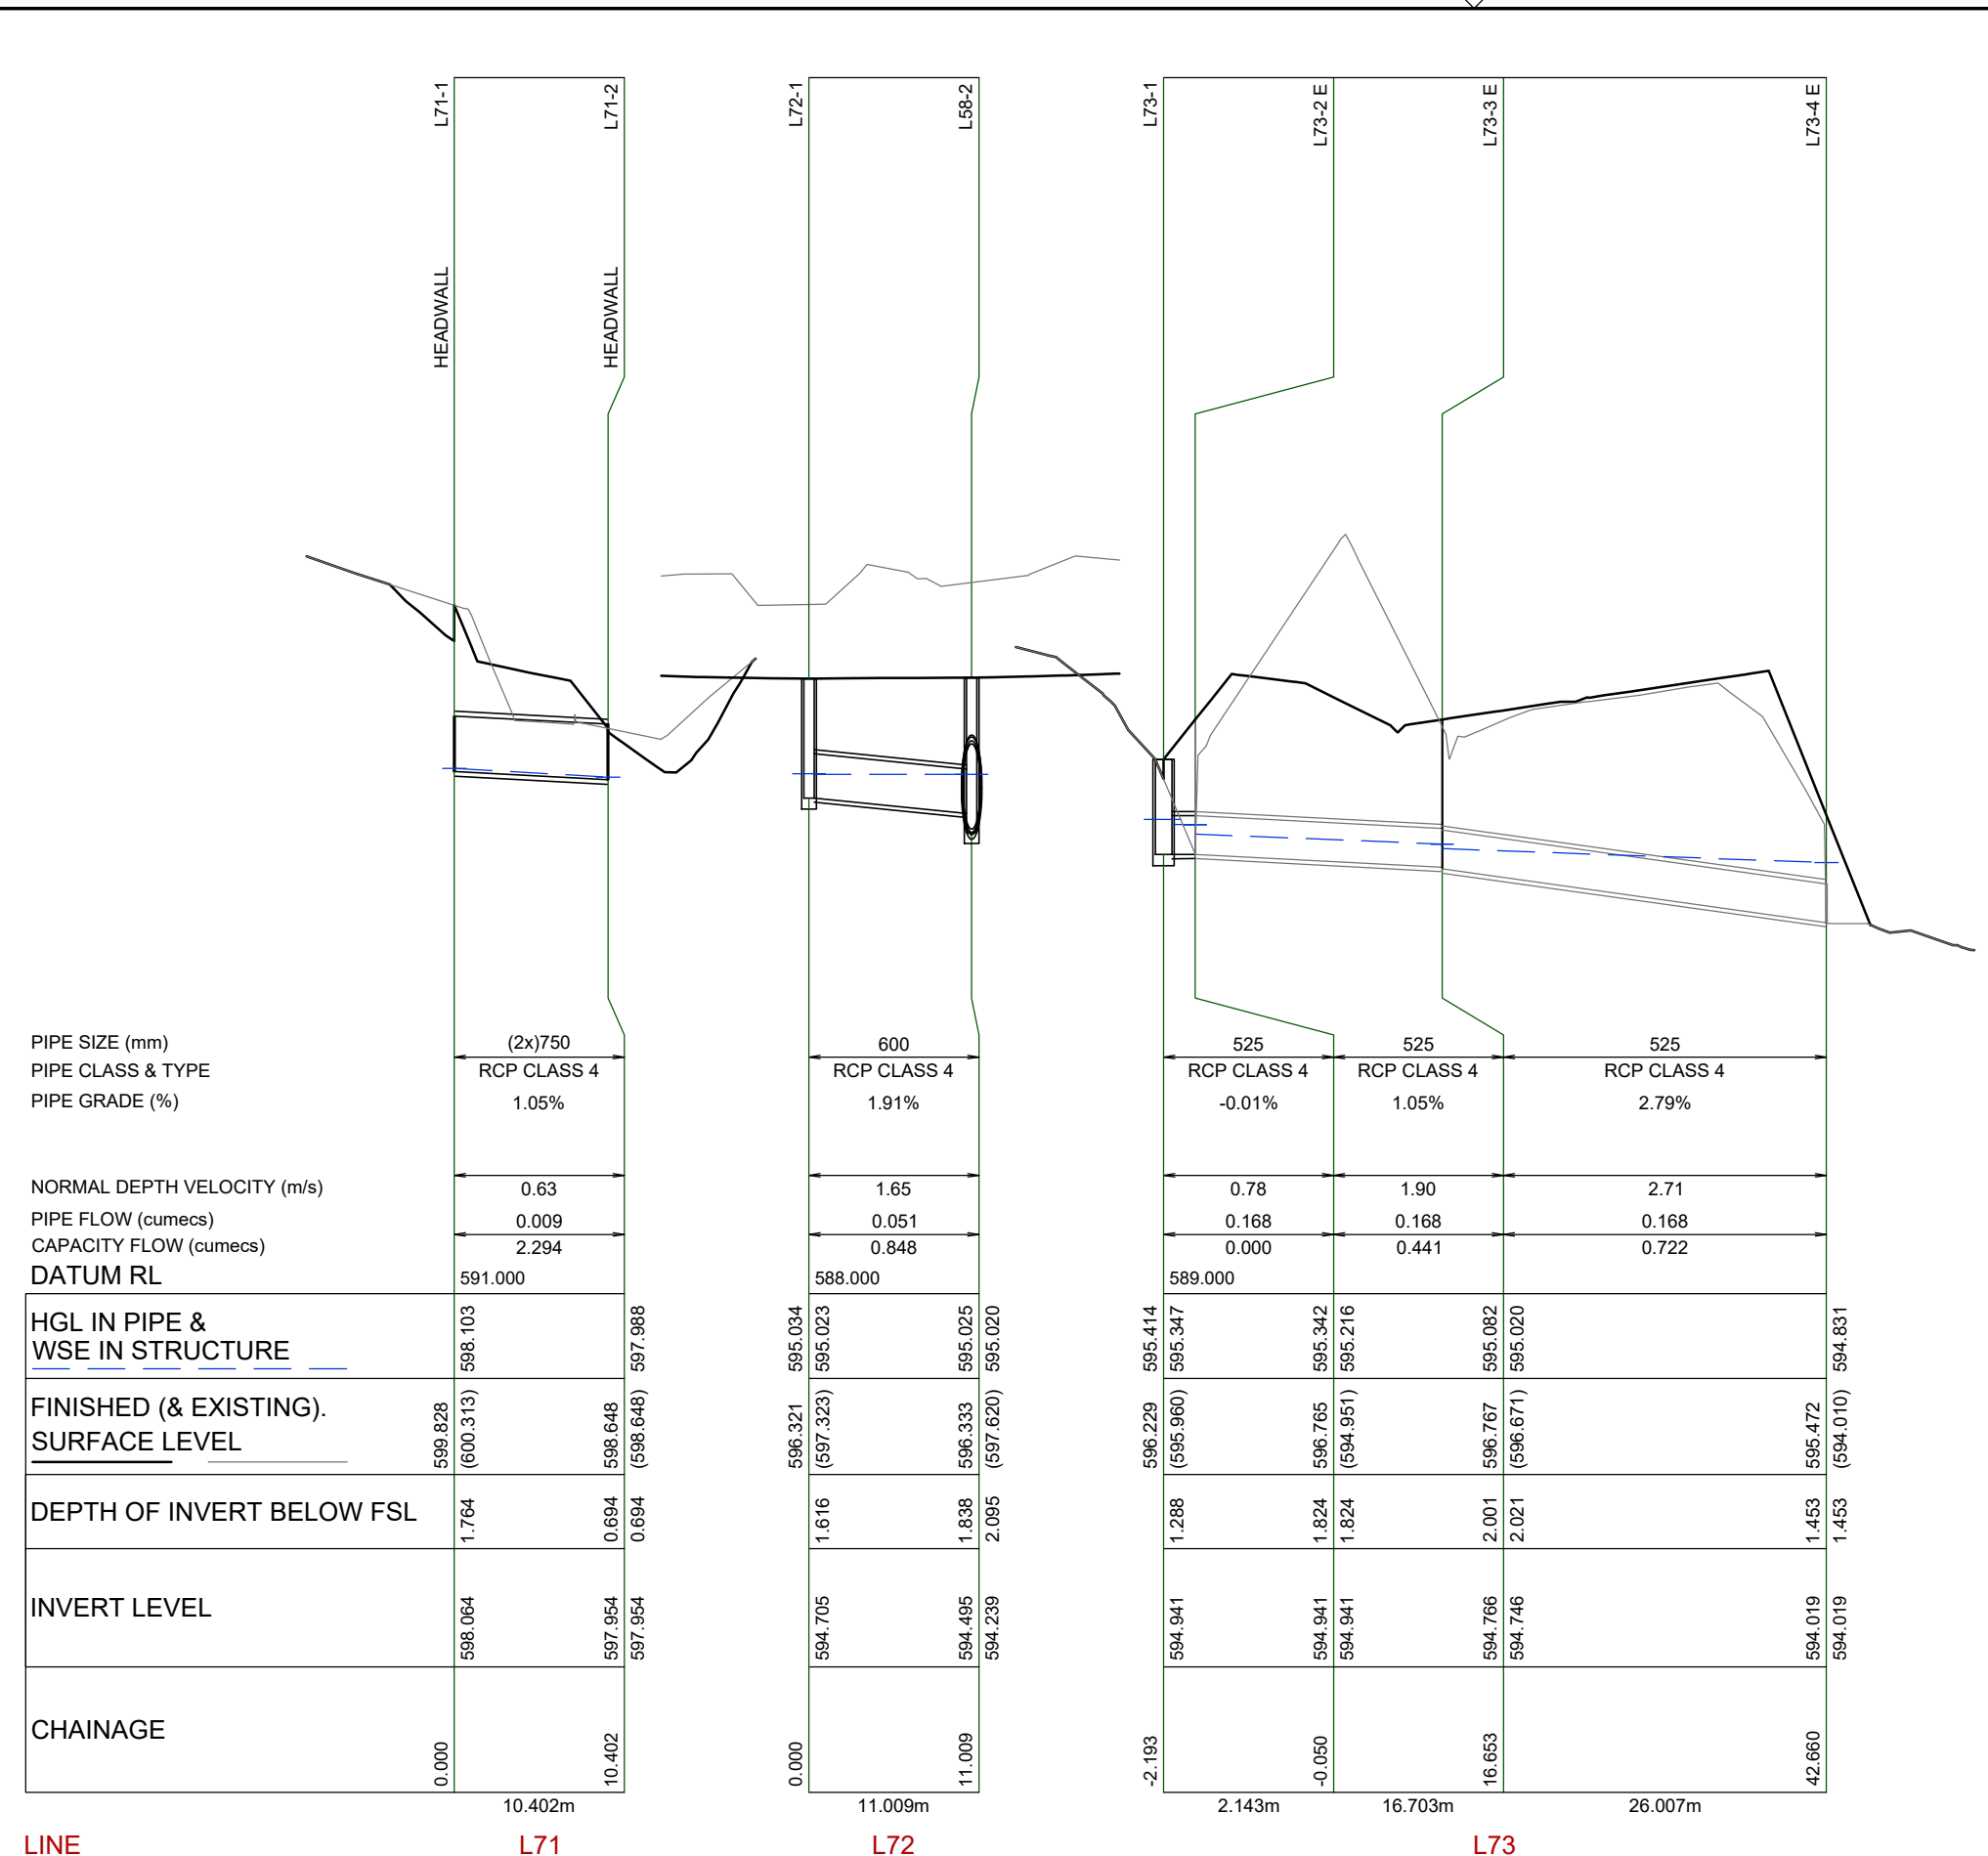 L71-1
L71-2
L72-1
L58-2
L73-1
L73-2 E
L73-3 E
L73-4 E
HEADWALL
HEADWALL
PIPE SIZE (mm) (2x)750 600 525 525 525
PIPE CLASS & TYPE RCP CLASS 4 RCP CLASS 4 RCP CLASS 4 RCP CLASS 4 RCP CLASS 4
PIPE GRADE (%) 1.05% 1.91% -0.01% 1.05% 2.79%
NORMAL DEPTH VELOCITY (m/s) 0.63 1.65 0.78 1.90 2.71
PIPE FLOW (cumecs) 0.009 0.051 0.168 0.168 0.168
CAPACITY FLOW (cumecs) 2.294 0.848 0.000 0.441 0.722
DATUM RL 591.000 588.000 589.000
HGL IN PIPE &
WSE IN STRUCTURE
598.103
597.988
595.034
595.023
595.025
595.020
595.414
595.347
595.342
595.216
595.082
595.020
594.831
FINISHED (& EXISTING).
SURFACE LEVEL
599.828
(600.313)
598.648
(598.648)
596.321
(597.323)
596.333
(597.620)
596.229
(595.960)
596.765
(594.951)
596.767
(596.671)
595.472
(594.010)
DEPTH OF INVERT BELOW FSL
1.764
0.694
0.694
1.616
1.838
2.095
1.288
1.824
1.824
2.001
2.021
1.453
1.453
INVERT LEVEL
598.064
597.954
597.954
594.705
594.495
594.239
594.941
594.941
594.941
594.766
594.746
594.019
594.019
CHAINAGE
0.000
10.402
0.000
11.009
-2.193
-0.050
16.653
42.660
10.402m 11.009m 2.143m 16.703m 26.007m
LINE L71 L72 L73